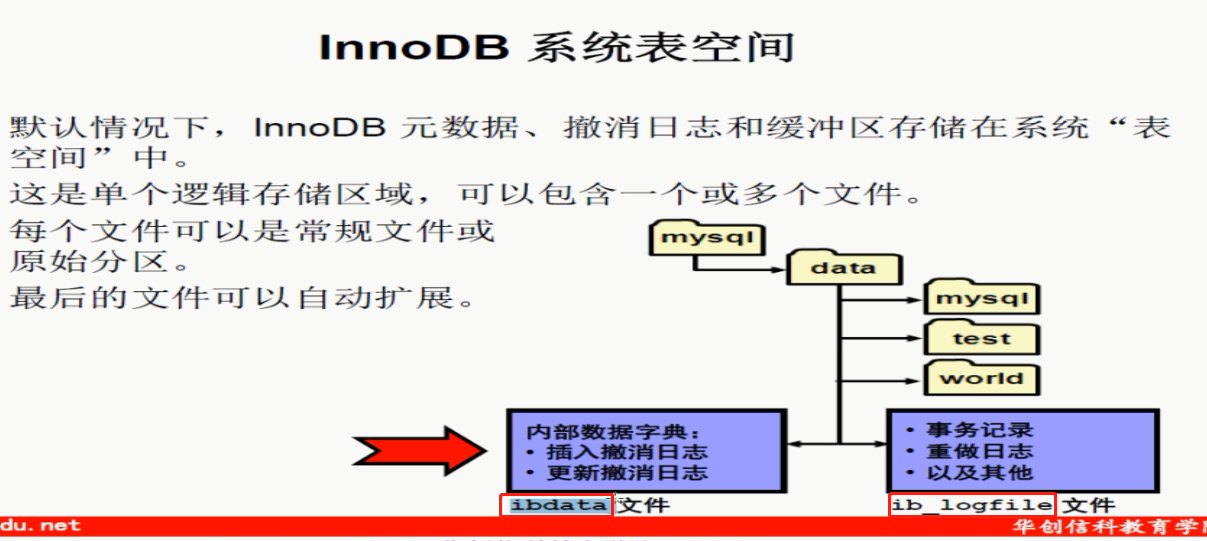 InnoDB 系统表空间
默认情况下，InnoDB 元数据、撤消日志和缓冲区存储在系统“表
空间”中。
这是单个逻辑存储区域，可以包含一个或多个文件。
每个文件可以是常规文件或
原始分区。
最后的文件可以自动扩展。
mysql
data
mysql
test
world
内部数据字典：
• 插入撤消日志
• 更新撤消日志
ibdata 文件
• 事务记录
• 重做日志
• 以及其他
ib_logfile 文件
du.net
华创信科教育学